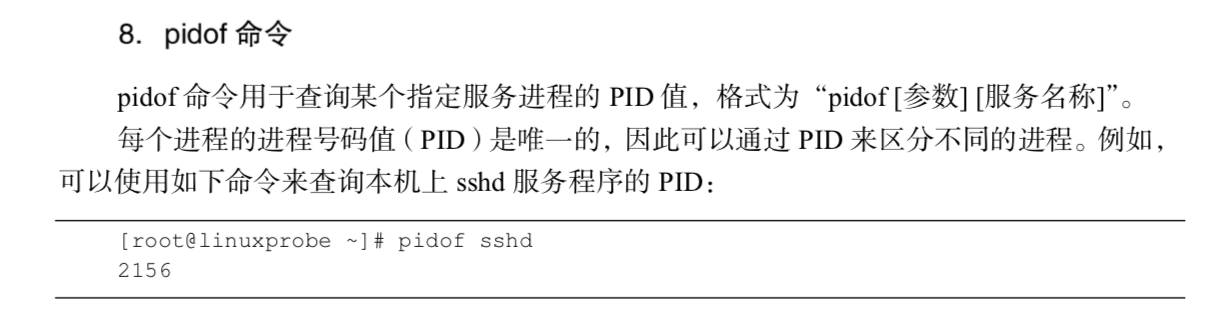 8. pidof 命令
pidof 命令用于查询某个指定服务进程的 PID 值，格式为“pidof [参数] [服务名称]”。
每个进程的进程号码值（PID）是唯一的，因此可以通过 PID 来区分不同的进程。例如，
可以使用如下命令来查询本机上 sshd 服务程序的 PID：
[root@linuxprobe ~]# pidof sshd
2156